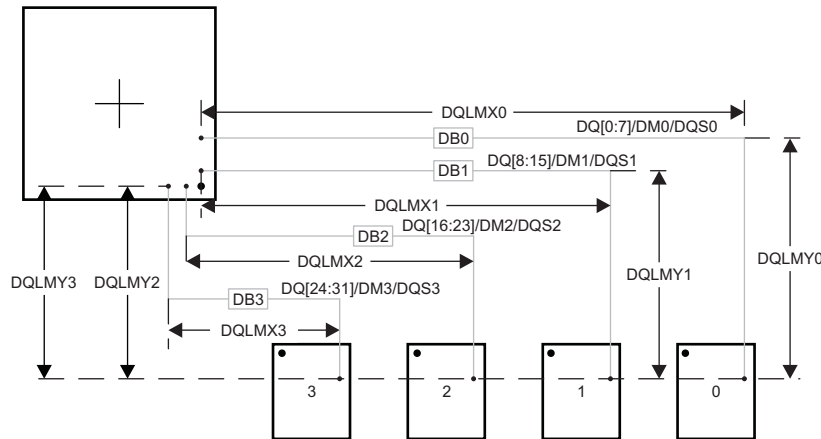 DQLMX0
DQ[0:7]/DM0/DQS0
DB0
DQ[8:15]/DM1/DQS1
DB1
DQLMX1
DQ[16:23]/DM2/DQS2
DB2
DQLMX2
DQLMY0
DQLMY1
DQLMY3
DQLMY2
DQ[24:31]/DM3/DQS3
DB3
DQLMX3
3
2
1
0